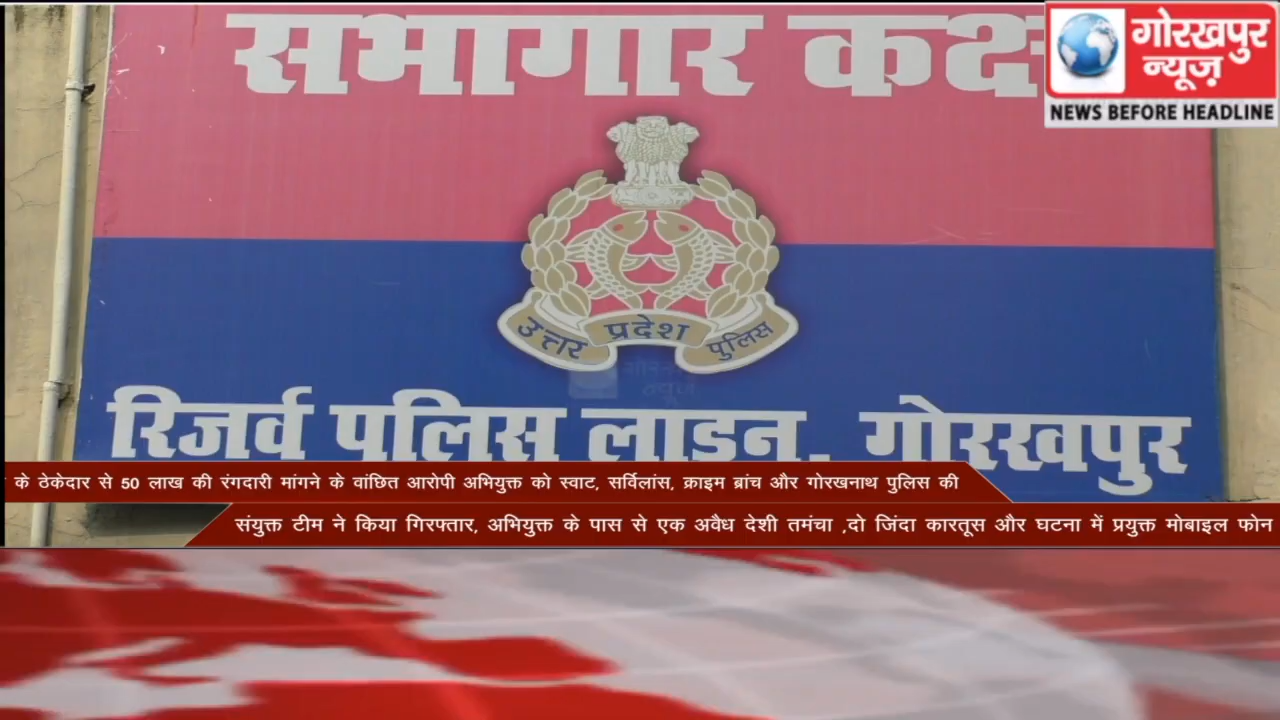 सभागार कक्ष
गोरखपुर
न्यूज़
NEWS BEFORE HEADLINE
उत्तर प्रदेश पुलिस
गोरखपुर
न्यूज़
रिजर्व पुलिस लाइन, गोरखपुर
के ठेकेदार से 50 लाख की रंगदारी मांगने के वांछित आरोपी अभियुक्त को स्वाट, सर्विलांस, क्राइम ब्रांच और गोरखनाथ पुलिस की
संयुक्त टीम ने किया गिरफ्तार, अभियुक्त के पास से एक अवैध देशी तमंचा ,दो जिंदा कारतूस और घटना में प्रयुक्त मोबाइल फोन